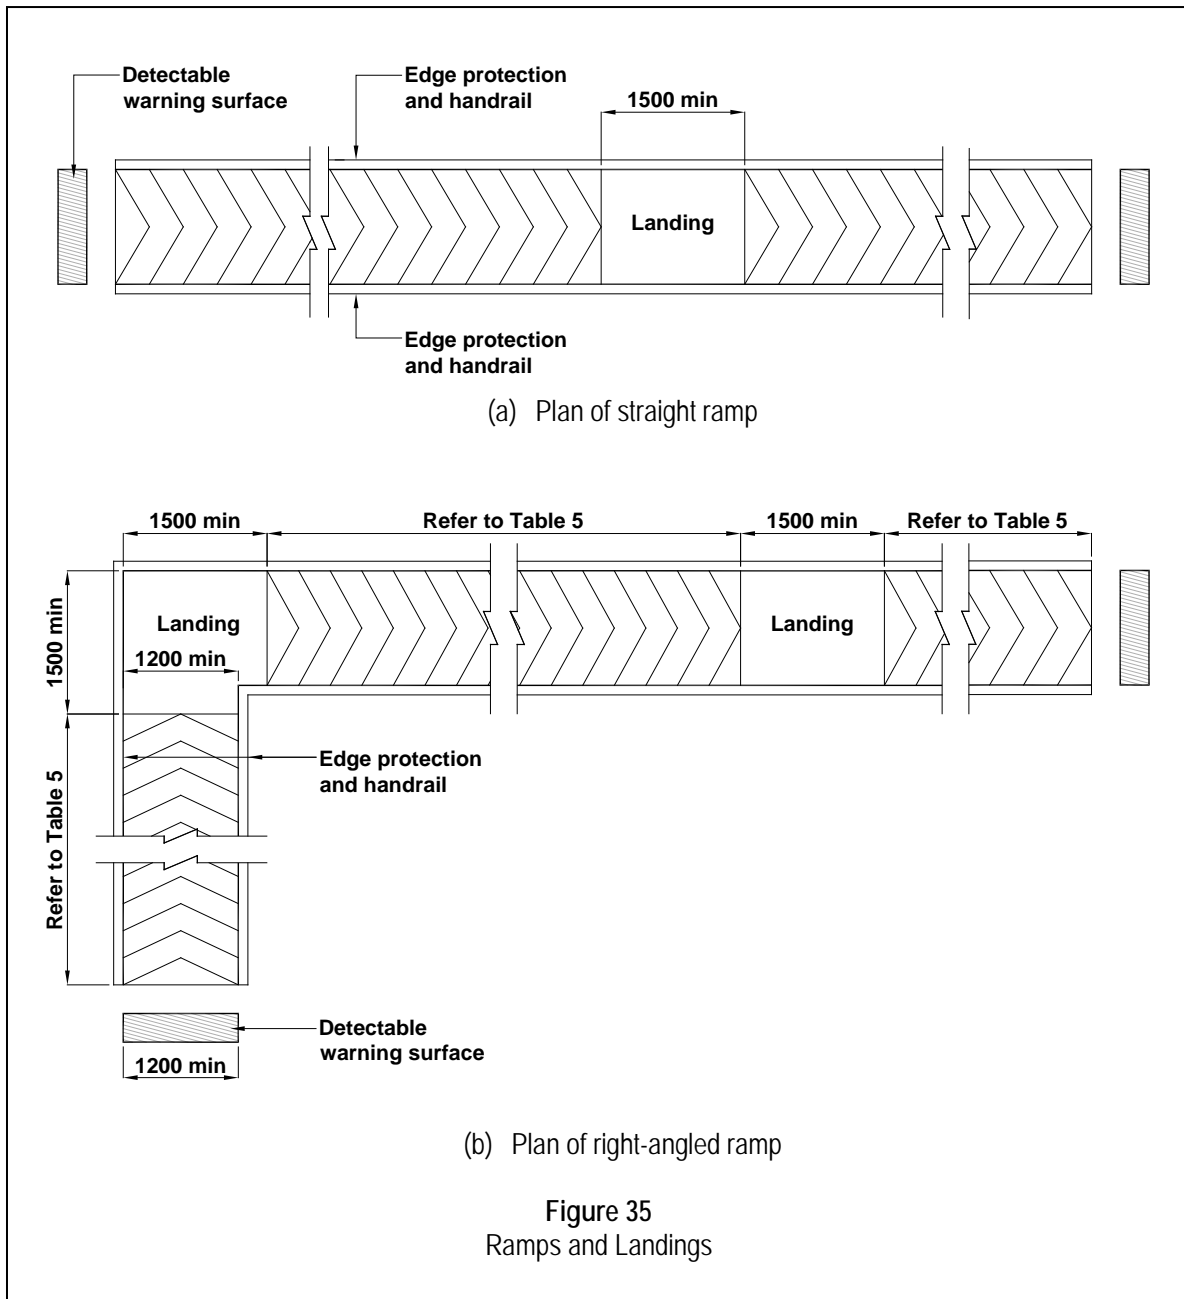 Detectable
warning surface
Edge protection
and handrail
1500 min
Landing
Edge protection
and handrail
(a) Plan of straight ramp
1500 min
Refer to Table 5
1500 min
Refer to Table 5
1500 min
Landing
1200 min
Landing
Refer to Table 5
Edge protection
and handrail
Detectable
warning surface
1200 min
(b) Plan of right-angled ramp
Figure 35
Ramps and Landings